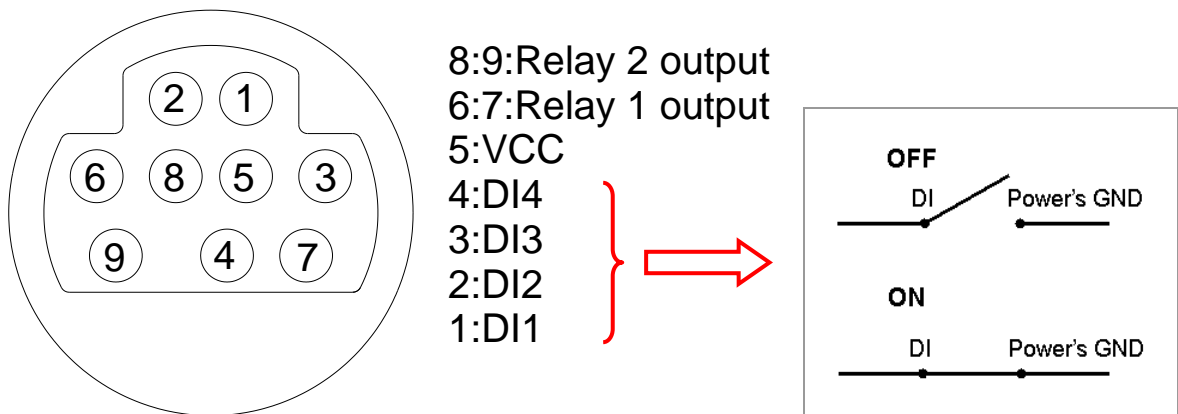 2 1
6 8 5 3
9 4 7
8:9:Relay 2 output
6:7:Relay 1 output
5:VCC
4:DI4
3:DI3
2:DI2
1:DI1
OFF
DI Power's GND
ON
DI Power's GND